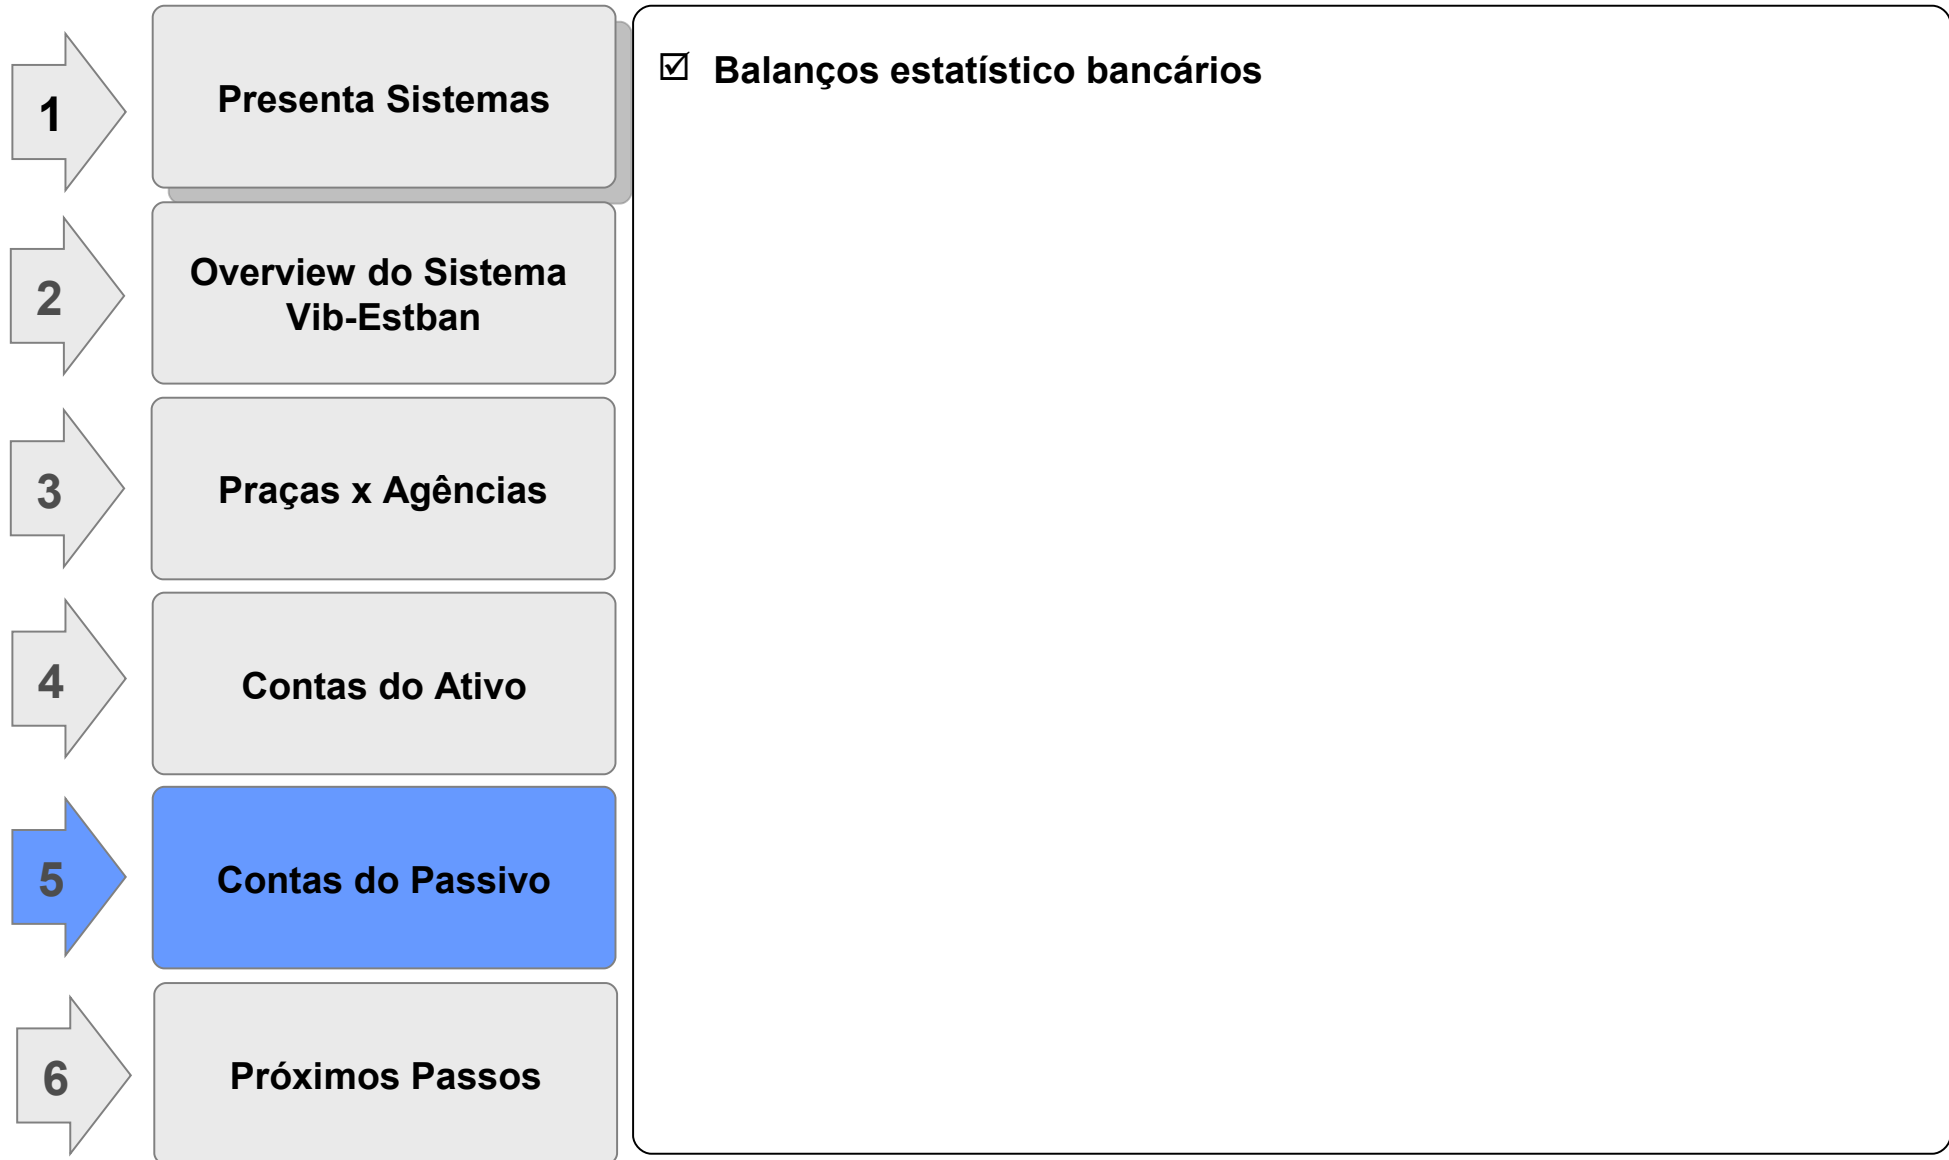 1
Presenta Sistemas
2
Overview do Sistema
Vib-Estban
3
Praças x Agências
4
Contas do Ativo
5
Contas do Passivo
6
Próximos Passos
☑ Balanços estatístico bancários